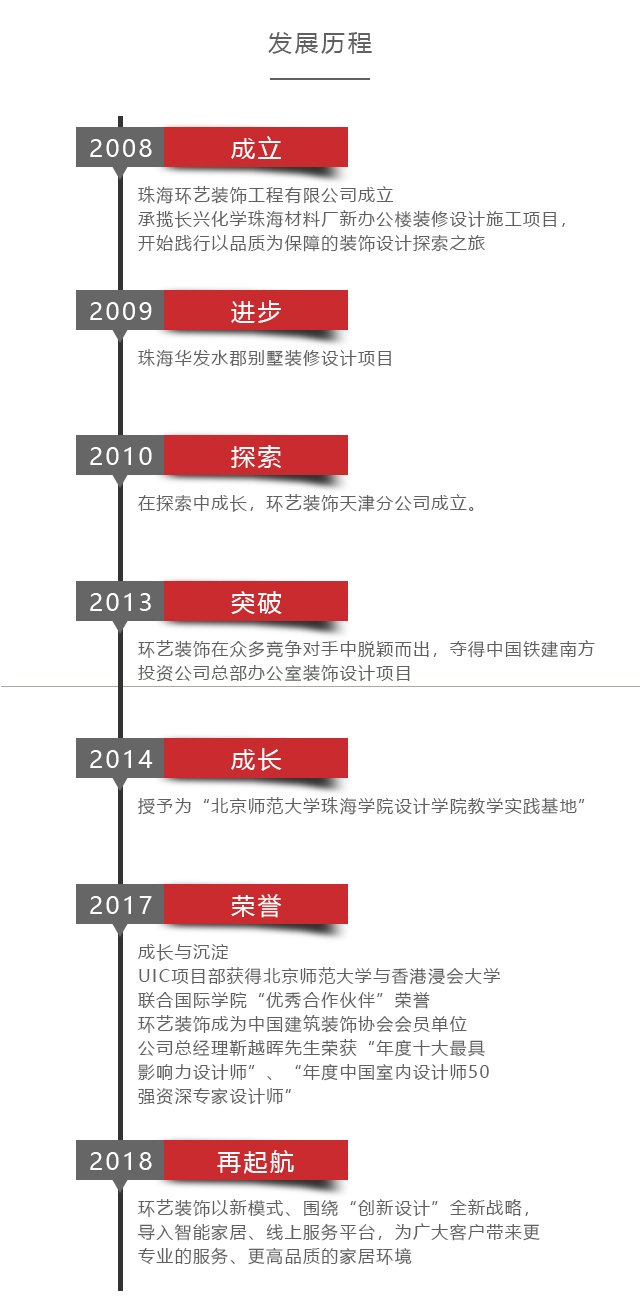 发展历程
2008 成立
珠海环艺装饰工程有限公司成立
承揽长兴化学珠海材料厂新办公楼装修设计施工项目，
开始践行以品质为保障的装饰设计探索之旅
2009 进步
珠海华发水郡别墅装修设计项目
2010 探索
在探索中成长，环艺装饰天津分公司成立。
2013 突破
环艺装饰在众多竞争对手中脱颖而出，夺得中国铁建南方
投资公司总部办公室装饰设计项目
2014 成长
授予为“北京师范大学珠海学院设计学院教学实践基地”
2017 荣誉
成长与沉淀
UIC项目部获得北京师范大学与香港浸会大学
联合国际学院“优秀合作伙伴”荣誉
环艺装饰成为中国建筑装饰协会会员单位
公司总经理靳越晖先生荣获“年度十大最具
影响力设计师”、“年度中国室内设计师50
强资深专家设计师”
2018 再起航
环艺装饰以新模式、围绕“创新设计”全新战略，
导入智能家居、线上服务平台，为广大客户带来更
专业的服务、更高品质的家居环境